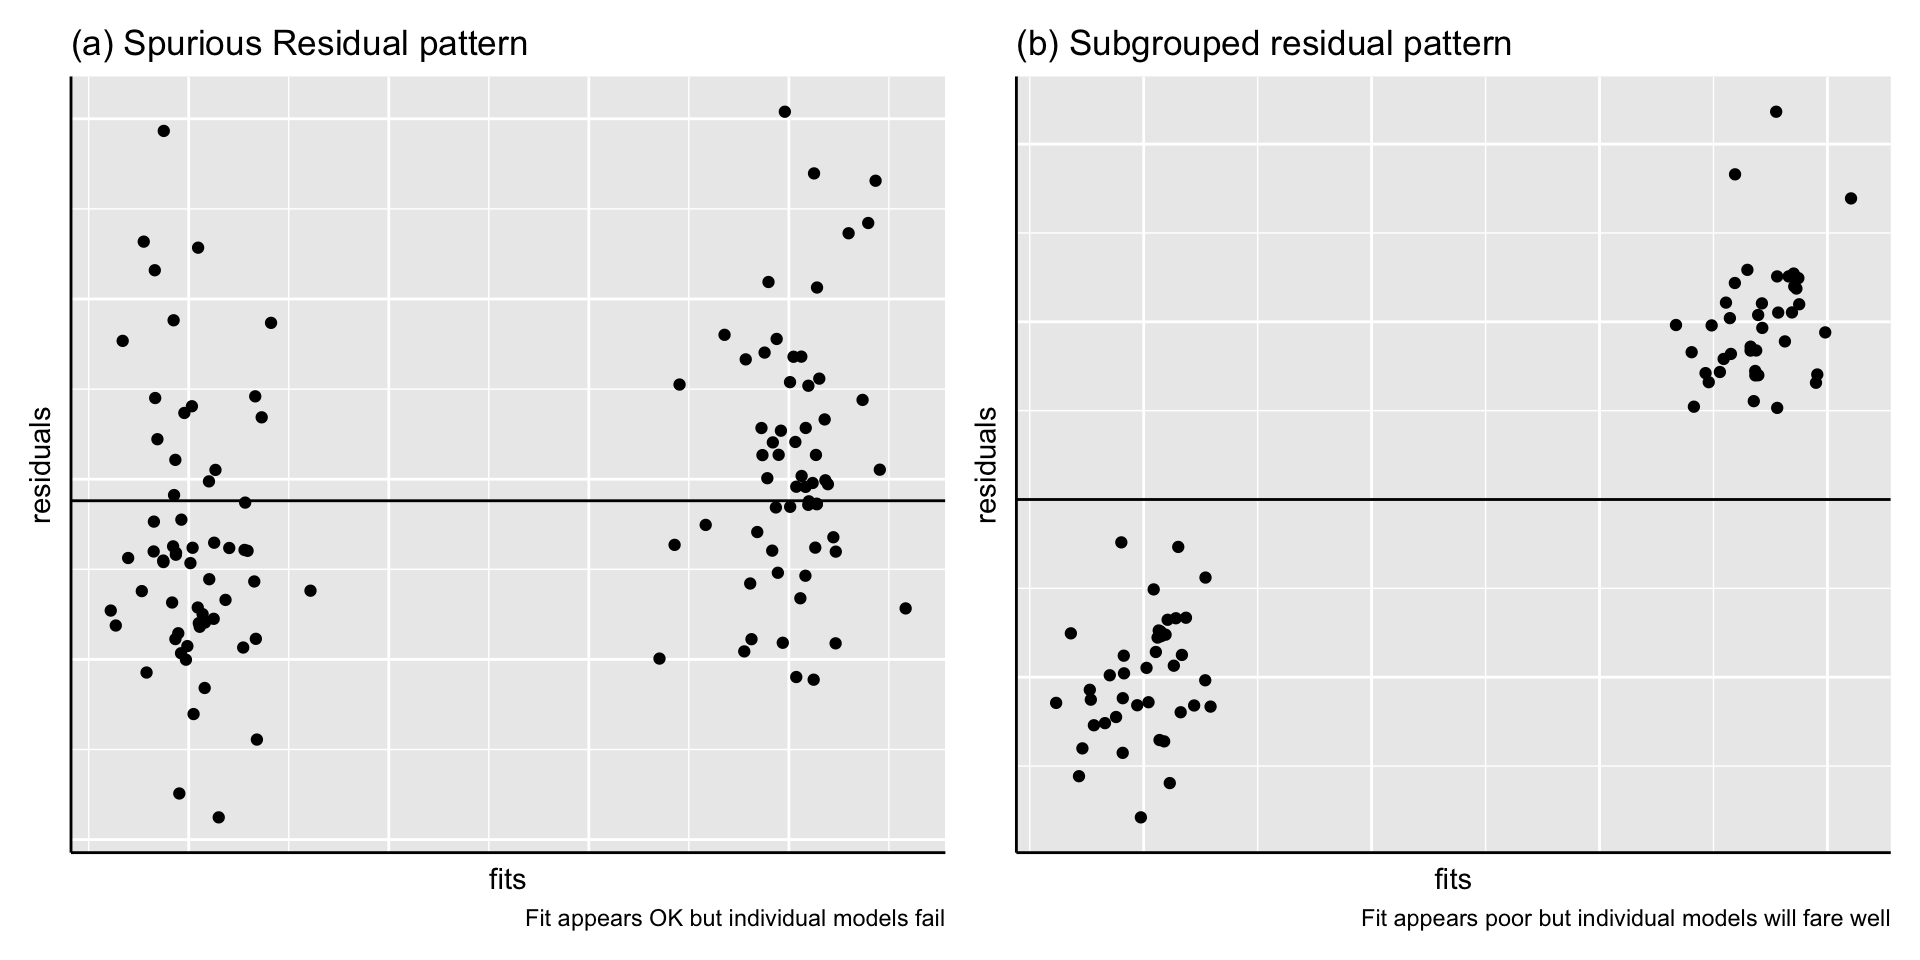 (a) Spurious Residual pattern
residuals
fits
Fit appears OK but individual models fail
(b) Subgrouped residual pattern
residuals
fits
Fit appears poor but individual models will fare well